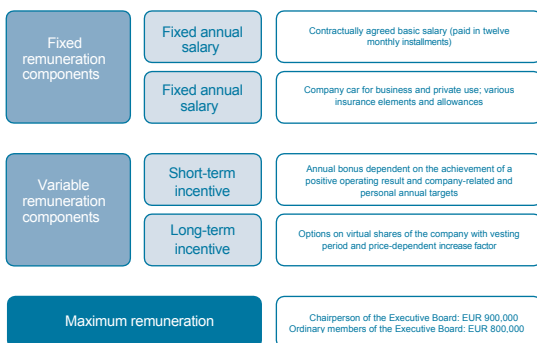 Fixed
remuneration
components
Fixed annual
salary
Contractually agreed basic salary (paid in twelve
monthly installments)
Fixed annual
salary
Company car for business and private use; various
insurance elements and allowances
Variable
remuneration
components
Short-term
incentive
Annual bonus dependent on the achievement of a
positive operating result and company-related and
personal annual targets
Long-term
incentive
Options on virtual shares of the company with vesting
period and price-dependent increase factor
Maximum remuneration
Chairperson of the Executive Board: EUR 900,000
Ordinary members of the Executive Board: EUR 800,000